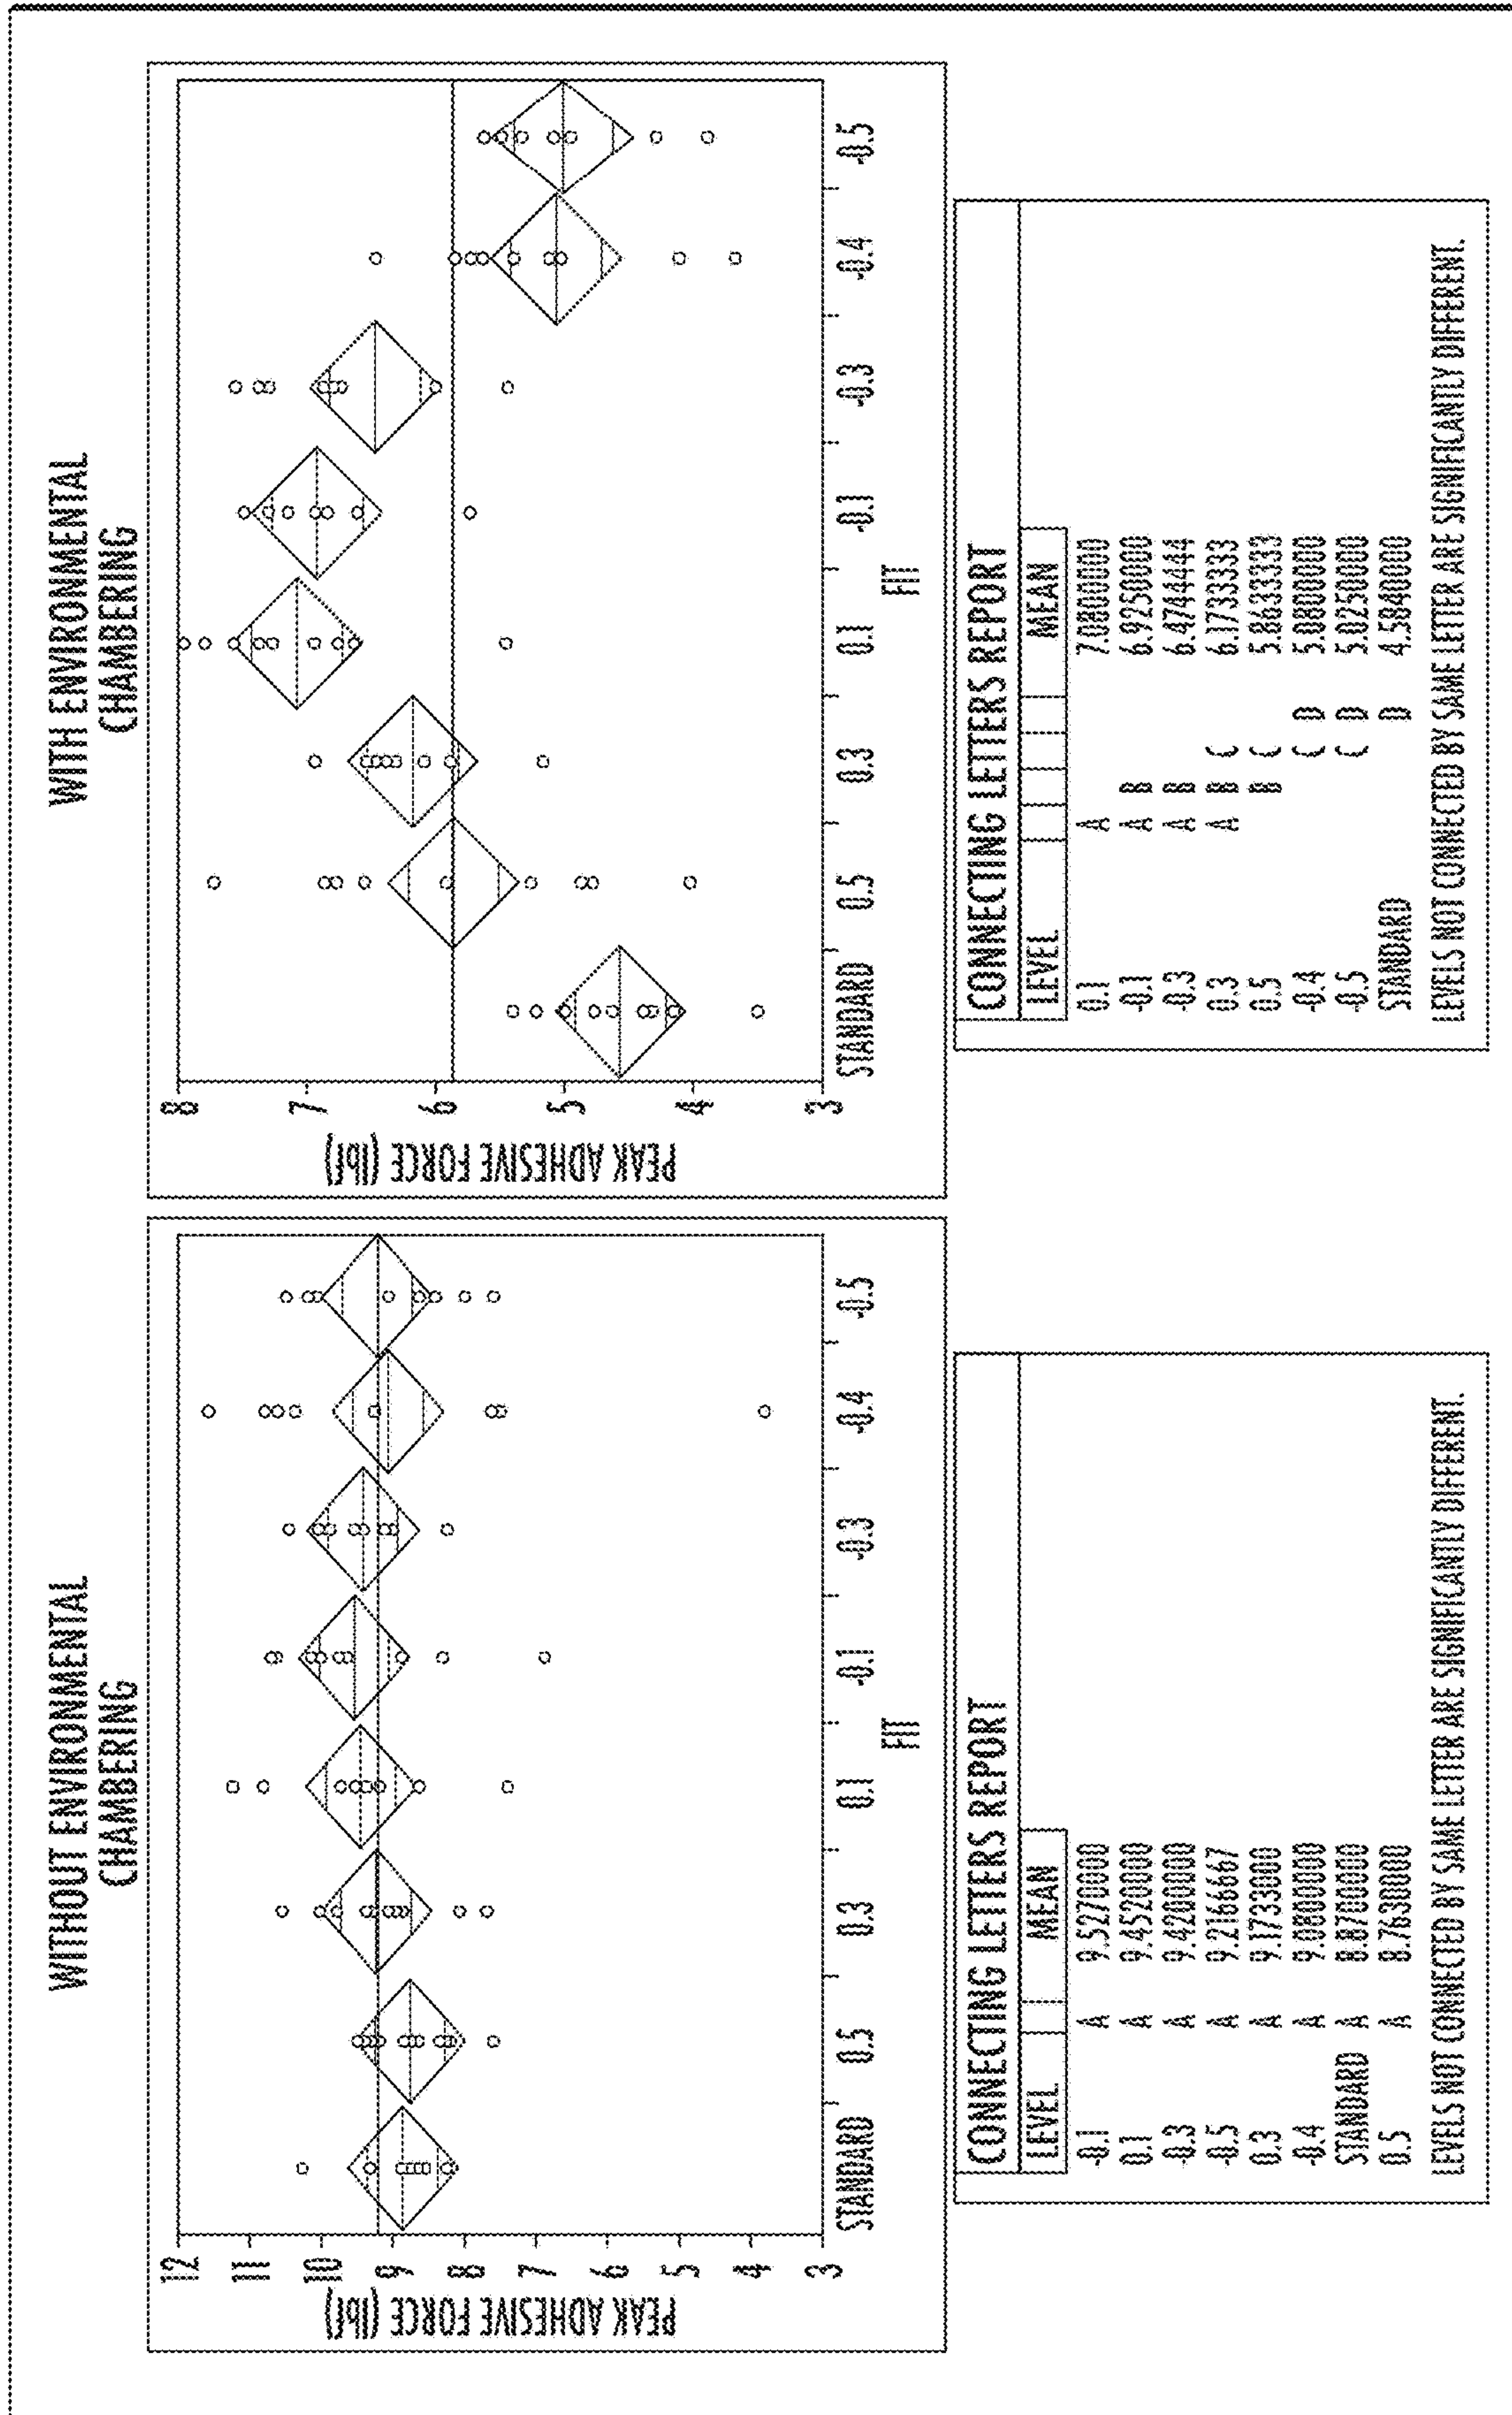 WITHOUT ENVIRONMENTAL
CHAMBERING
12
11
10
9
8
7
6
5
4
3
PEAK ADHESIVE FORCE (lbf)
STANDARD 0.5 0.3 0.1 -0.1 -0.3 -0.4 -0.5
FIT
CONNECTING LETTERS REPORT
LEVEL MEAN
-0.1 A 9.5270000
0.1 A 9.4520000
-0.3 A 9.4200000
-0.5 A 9.2166667
0.3 A 9.1733000
-0.4 A 9.0800000
STANDARD A 8.8700000
0.5 A 8.7630000
LEVELS NOT CONNECTED BY SAME LETTER ARE SIGNIFICANTLY DIFFERENT.
WITH ENVIRONMENTAL
CHAMBERING
8
7
6
5
4
3
PEAK ADHESIVE FORCE (lbf)
STANDARD 0.5 0.3 0.1 -0.1 -0.3 -0.4 -0.5
FIT
CONNECTING LETTERS REPORT
LEVEL MEAN
0.1 A 7.0800000
-0.1 A B 6.9250000
-0.3 A B 6.4744444
0.3 A B C 6.1733333
0.5 B C 5.8633333
-0.4 C D 5.0800000
-0.5 C D 5.0250000
STANDARD D 4.5840000
LEVELS NOT CONNECTED BY SAME LETTER ARE SIGNIFICANTLY DIFFERENT.